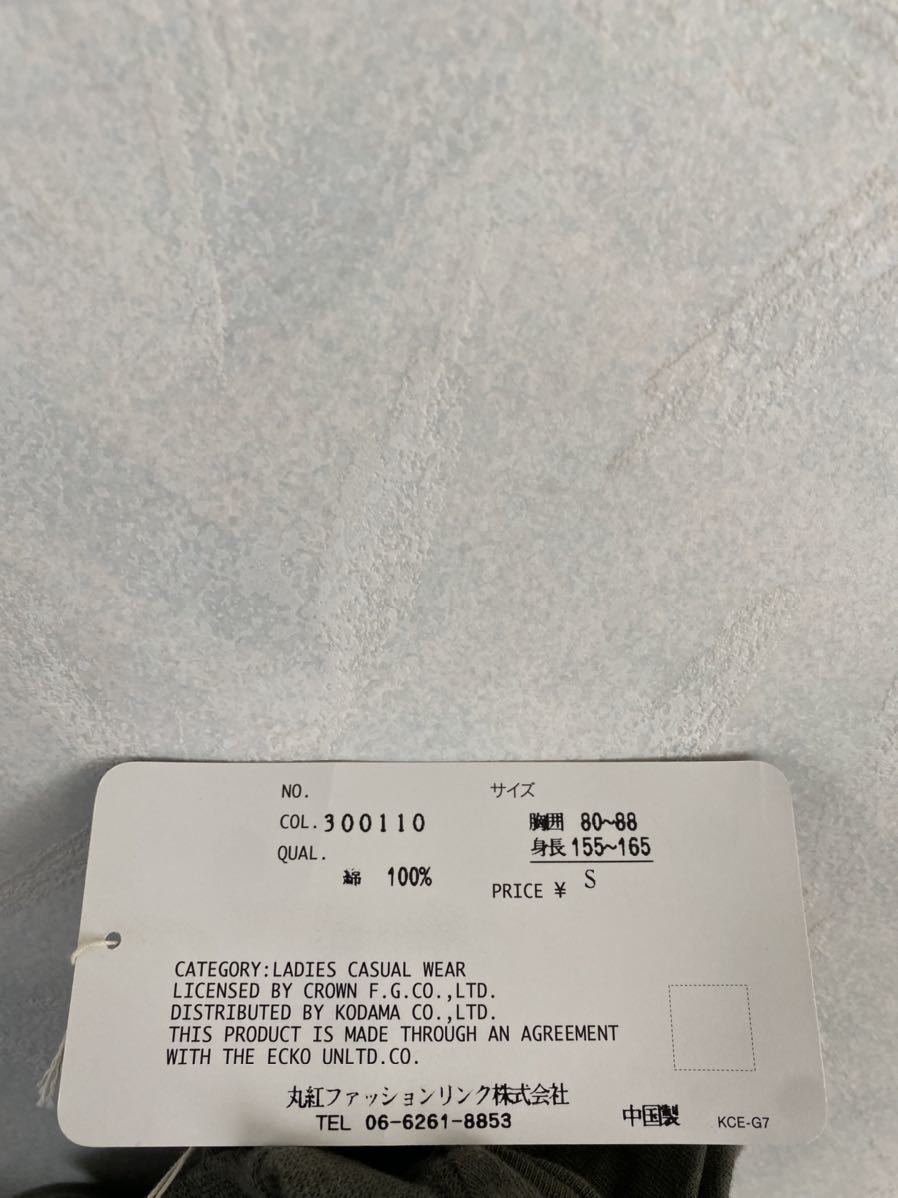 NO.
COL. 300110
QUAL.
綿 100%
サイズ
胸囲 80~88
身長 155~165
S
PRICE ¥
CATEGORY:LADIES CASUAL WEAR
LICENSED BY CROWN F.G.CO.,LTD.
DISTRIBUTED BY KODAMA CO.,LTD.
THIS PRODUCT IS MADE THROUGH AN AGREEMENT
WITH THE ECKO UNLTD.CO.
丸紅ファッションリンク株式会社
TEL 06-6261-8853
中国製
KCE-G7